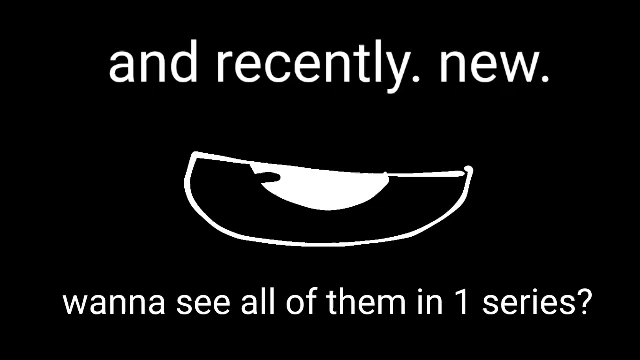 and recently. new.
wanna see all of them in 1 series?